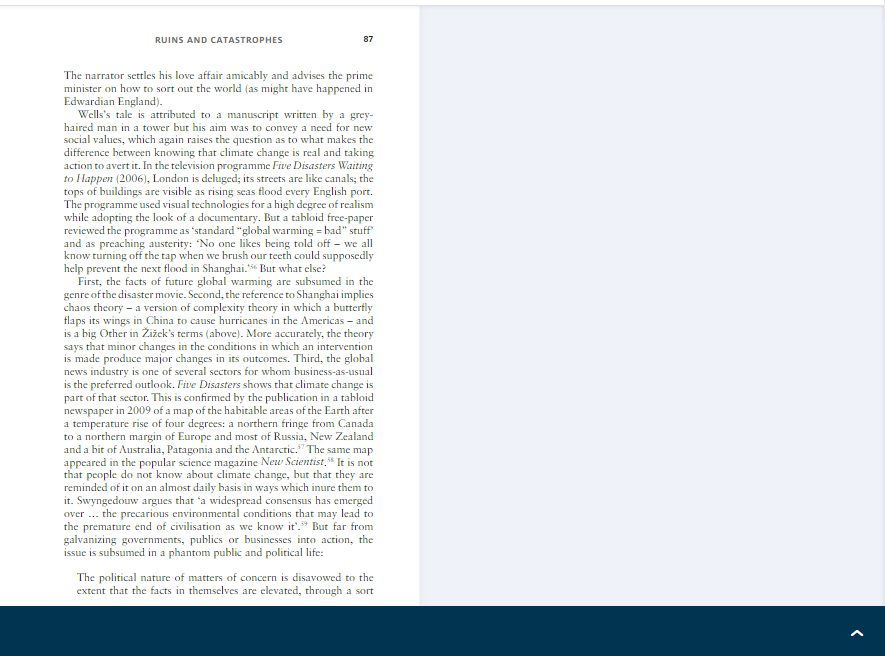 RUINS AND CATASTROPHES 87
The narrator settles his love affair amicably and advises the prime
minister on how to sort out the world (as might have happened in
Edwardian England).
Wells's tale is attributed to a manuscript written by a grey-
haired man in a tower but his aim was to convey a need for new
social values, which again raises the question as to what makes the
difference between knowing that climate change is real and taking
action to avert it. In the television programme Five Disasters Waiting
to Happen (2006), London is deluged; its streets are like canals; the
tops of buildings are visible as rising seas flood every English port.
The programme used visual technologies for a high degree of realism
while adopting the look of a documentary. But a tabloid free-paper
reviewed the programme as ‘standard “global warming = bad” stuff’
and as preaching austerity: ‘No one likes being told off – we all
know turning off the tap when we brush our teeth could supposedly
help prevent the next flood in Shanghai.’⁵⁶ But what else?
First, the facts of future global warming are subsumed in the
genre of the disaster movie. Second, the reference to Shanghai implies
chaos theory – a version of complexity theory in which a butterfly
flaps its wings in China to cause hurricanes in the Americas – and
is a big Other in Žižek's terms (above). More accurately, the theory
says that minor changes in the conditions in which an intervention
is made produce major changes in its outcomes. Third, the global
news industry is one of several sectors for whom business-as-usual
is the preferred outlook. Five Disasters shows that climate change is
part of that sector. This is confirmed by the publication in a tabloid
newspaper in 2009 of a map of the habitable areas of the Earth after
a temperature rise of four degrees: a northern fringe from Canada
to a northern margin of Europe and most of Russia, New Zealand
and a bit of Australia, Patagonia and the Antarctic.⁵⁷ The same map
appeared in the popular science magazine New Scientist.⁵⁸ It is not
that people do not know about climate change, but that they are
reminded of it on an almost daily basis in ways which inure them to
it. Swyngedouw argues that ‘a widespread consensus has emerged
over ... the precarious environmental conditions that may lead to
the premature end of civilisation as we know it’.⁵⁹ But far from
galvanizing governments, publics or businesses into action, the
issue is subsumed in a phantom public and political life:
The political nature of matters of concern is disavowed to the
extent that the facts in themselves are elevated, through a sort